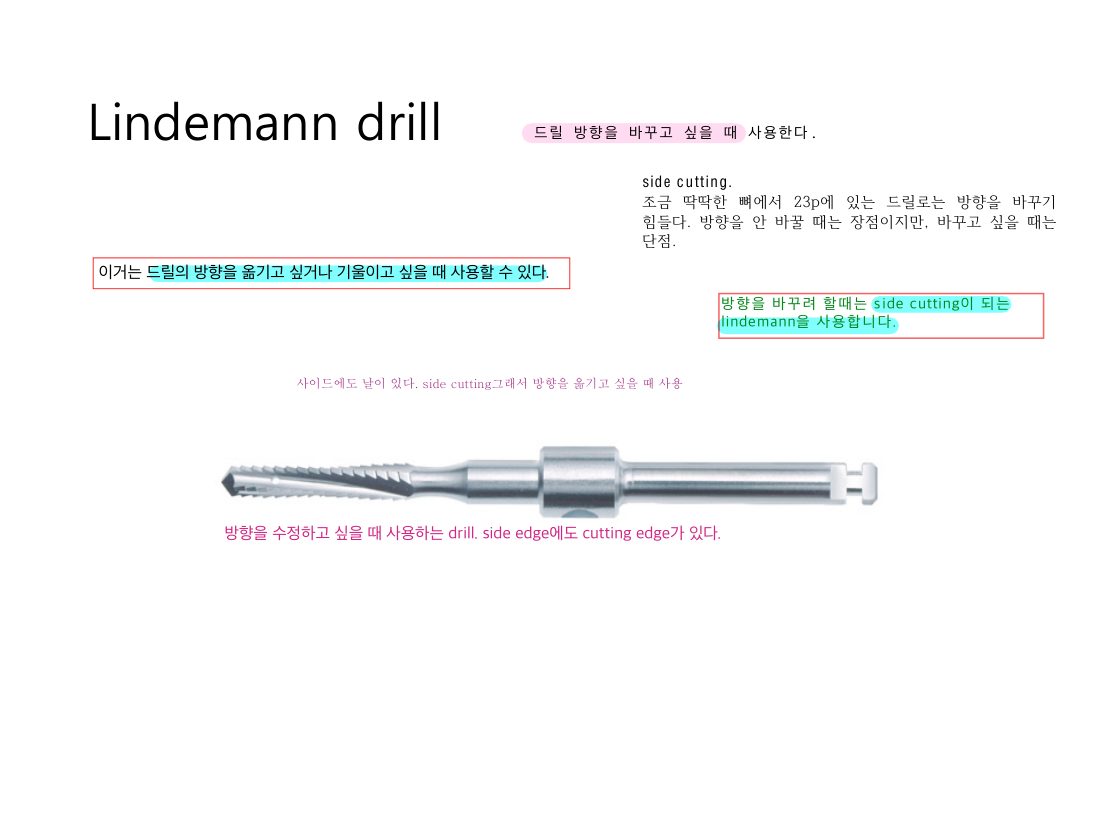 Lindemann drill
드릴 방향을 바꾸고 싶을 때 사용한다.
side cutting.
조금 딱딱한 뼈에서 23p에 있는 드릴로는 방향을 바꾸기
힘들다. 방향을 안 바꿀 때는 장점이지만, 바꾸고 싶을 때는
단점.
이거는 드릴의 방향을 옮기고 싶거나 기울이고 싶을 때 사용할 수 있다.
방향을 바꾸려 할때는 side cutting이 되는
lindemann을 사용합니다.
사이드에도 날이 있다. side cutting그래서 방향을 옮기고 싶을 때 사용
방향을 수정하고 싶을 때 사용하는 drill. side edge에도 cutting edge가 있다.